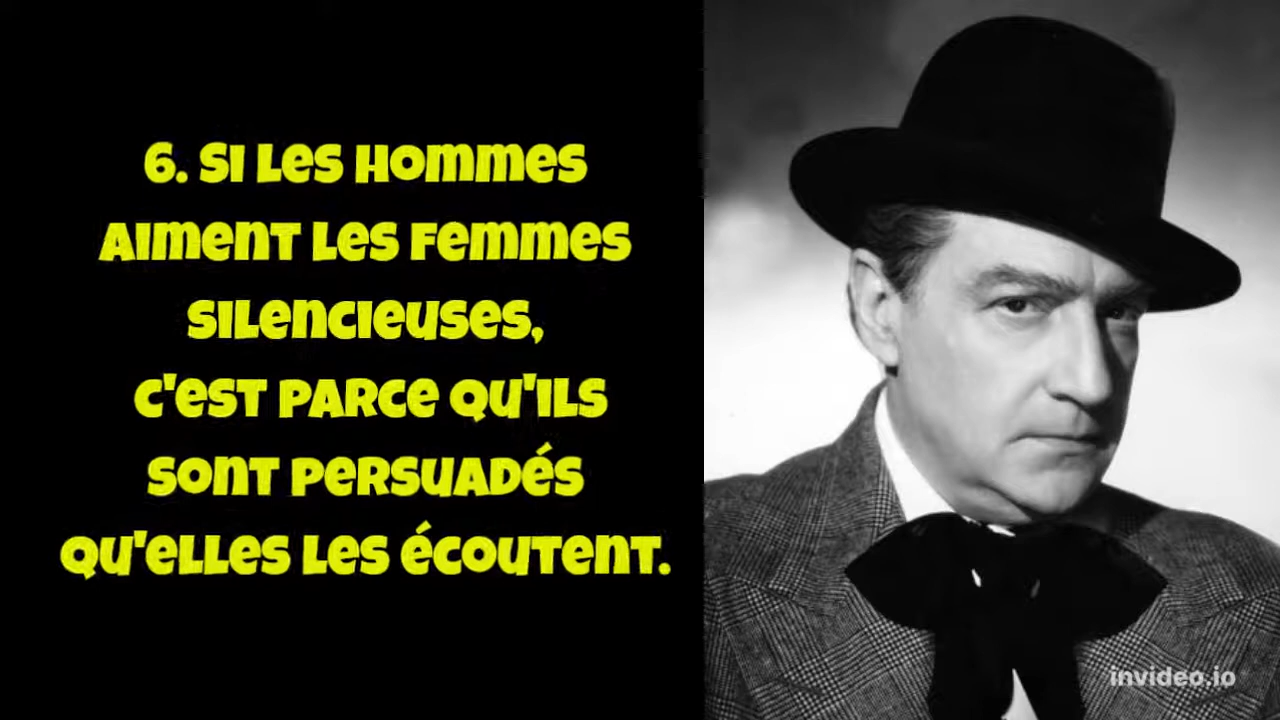 6. Si les hommes
aiment les femmes
silencieuses,
c'est parce qu'ils
sont persuadés
qu'elles les écoutent.
invideo.io